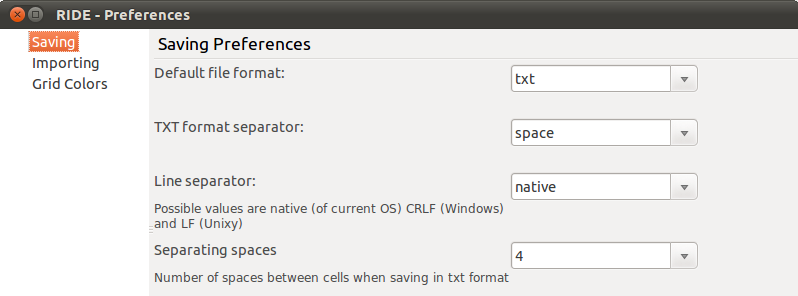 RIDE - Preferences
Saving
Importing
Grid Colors
Saving Preferences
Default file format:
txt
TXT format separator:
space
Line separator:
native
Possible values are native (of current OS) CRLF (Windows)
and LF (Unixy)
Separating spaces
4
Number of spaces between cells when saving in txt format